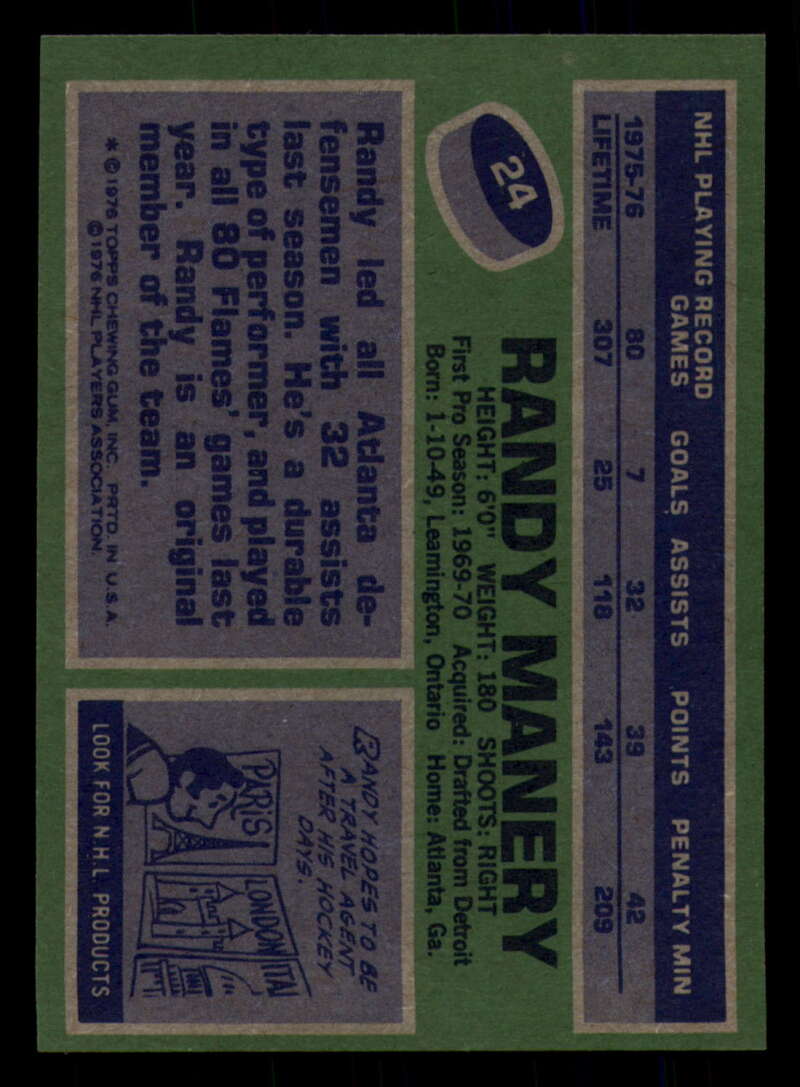 NHL PLAYING RECORD
GAMES GOALS ASSISTS POINTS PENALTY MIN
1975-76 80 7 32 39 42
LIFETIME 307 25 118 143 209
24
RANDY MANERY
HEIGHT: 6'0" WEIGHT: 180 SHOOTS: RIGHT
First Pro Season: 1969-70 Acquired: Drafted from Detroit
Born: 1-10-49, Leamington, Ontario Home: Atlanta, Ga.
Randy led all Atlanta de-
fensemen with 32 assists
last season. He's a durable
type of performer, and played
in all 80 Flames' games last
year. Randy is an original
member of the team.
* © 1976 TOPPS CHEWING GUM, INC. PRTD. IN U.S.A.
© 1976 NHL PLAYERS ASSOCIATION.
RANDY HOPES TO BE
A TRAVEL AGENT
AFTER HIS HOCKEY
DAYS.
PARIS
LONDON
ITAL
LOOK FOR N.H.L. PRODUCTS